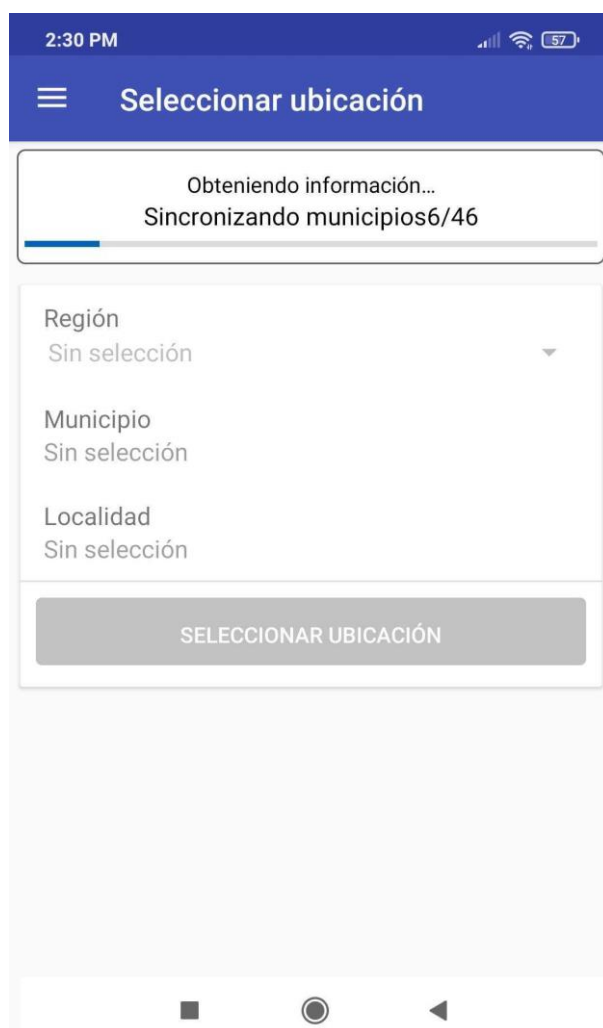 2:30 PM 57
Seleccionar ubicación
Obteniendo información...
Sincronizando municipios6/46
Región
Sin selección
Municipio
Sin selección
Localidad
Sin selección
SELECCIONAR UBICACIÓN